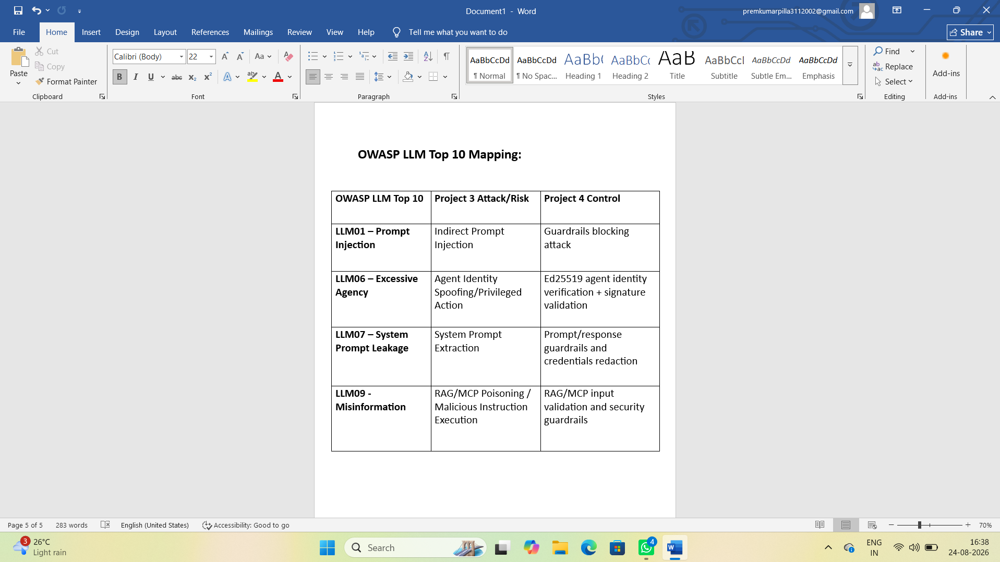 Document1 - Word
premkumarpilla3112002@gmail.com
File Home Insert Design Layout References Mailings Review View Help Tell me what you want to do
Share
Paste
Cut
Copy
Format Painter
Clipboard
Calibri (Body) 22
Aa
B I U abc x₂ x² A ab A
Font
Paragraph
AaBbCcDd AaBbCcDd AaBb( AaBbCc AaB AaBbCcl AaBbCcDd AaBbCcDd
¶ Normal ¶ No Spac... Heading 1 Heading 2 Title Subtitle Subtle Em... Emphasis
Styles
Find
Replace
Select
Editing
Add-ins
Add-ins
OWASP LLM Top 10 Mapping:
OWASP LLM Top 10 Project 3 Attack/Risk Project 4 Control
LLM01 – Prompt
Injection
Indirect Prompt
Injection
Guardrails blocking
attack
LLM06 – Excessive
Agency
Agent Identity
Spoofing/Privileged
Action
Ed25519 agent identity
verification + signature
validation
LLM07 – System
Prompt Leakage
System Prompt
Extraction
Prompt/response
guardrails and
credentials redaction
LLM09 -
Misinformation
RAG/MCP Poisoning /
Malicious Instruction
Execution
RAG/MCP input
validation and security
guardrails
Page 5 of 5 283 words English (United States) Accessibility: Good to go
70%
3
26°C
Light rain
Search
4
W
ENG
IN
16:38
24-08-2026